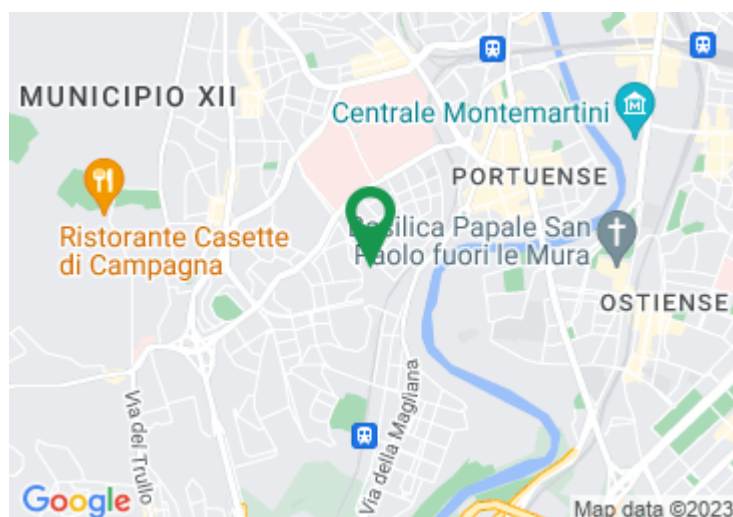 MUNICIPIO XII
Centrale Montemartini
M
PORTUENSE
Ristorante Casette
di Campagna
Basilica Papale San
Paolo fuori le Mura
OSTIENSE
Via del Trullo
Via della Magliana
Google
Map data ©2023